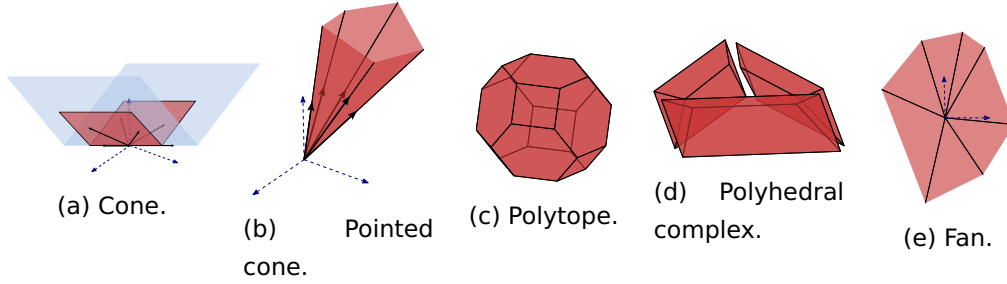 (a) Cone.
(b) Pointed
cone.
(c) Polytope.
(d) Polyhedral
complex.
(e) Fan.